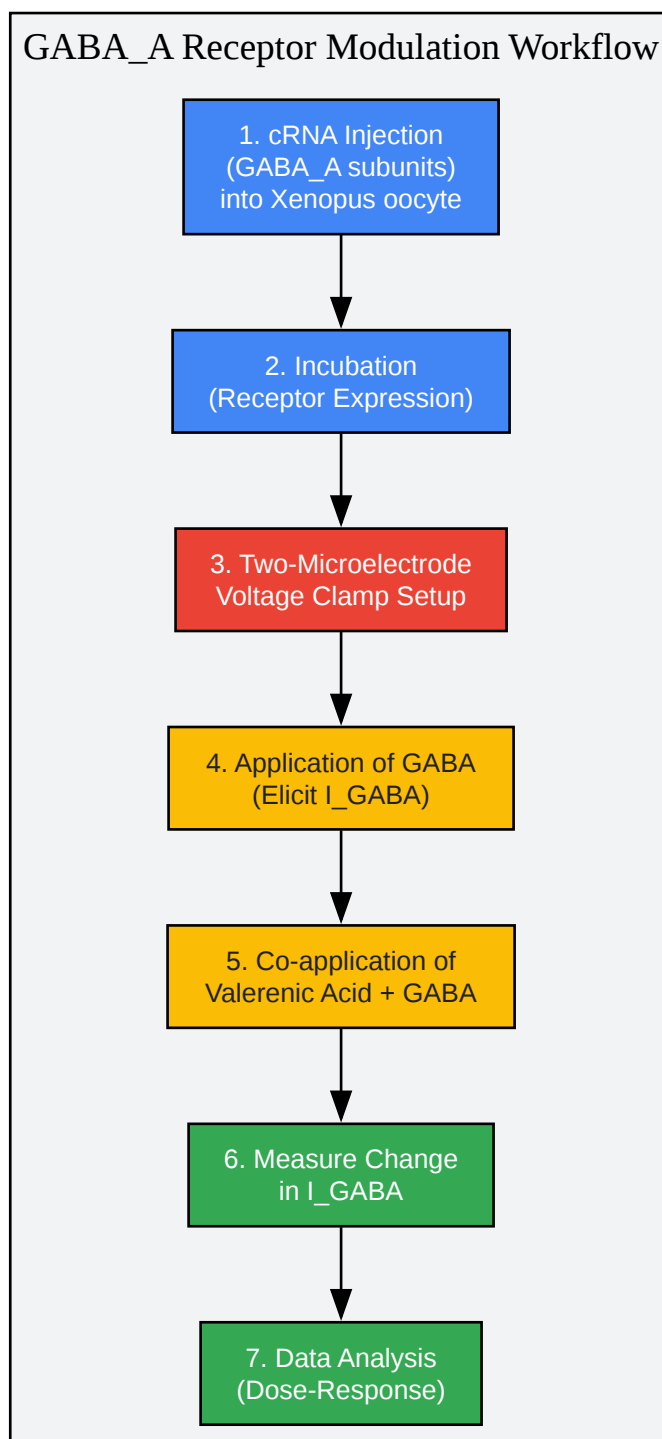 GABA_A Receptor Modulation Workflow
1. cRNA Injection
(GABA_A subunits)
into Xenopus oocyte
2. Incubation
(Receptor Expression)
3. Two-Microelectrode
Voltage Clamp Setup
4. Application of GABA
(Elicit I_GABA)
5. Co-application of
Valerenic Acid + GABA
6. Measure Change
in I_GABA
7. Data Analysis
(Dose-Response)